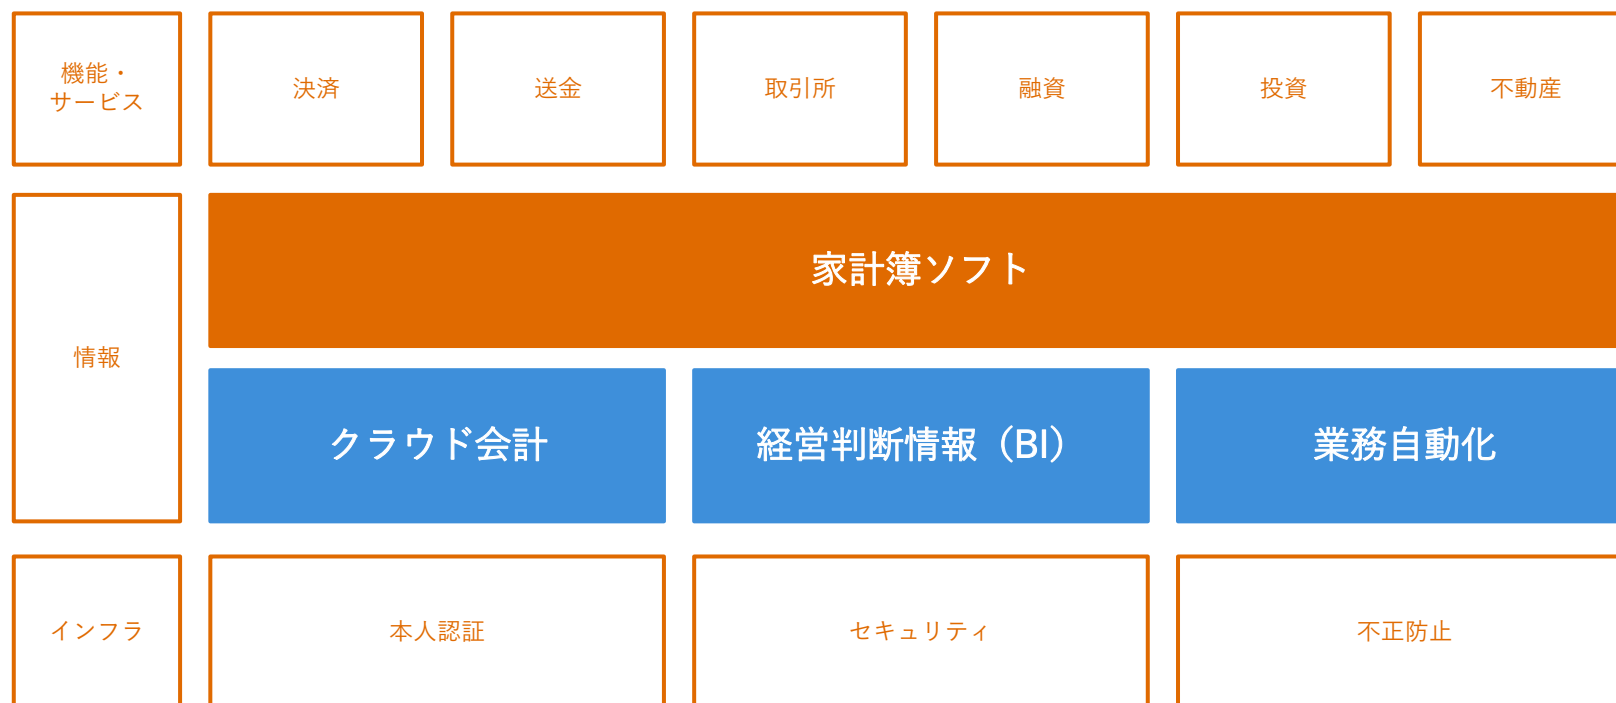 機能・
サービス
決済
送金
取引所
融資
投資
不動産
情報
家計簿ソフト
クラウド会計
経営判断情報（BI）
業務自動化
インフラ
本人認証
セキュリティ
不正防止